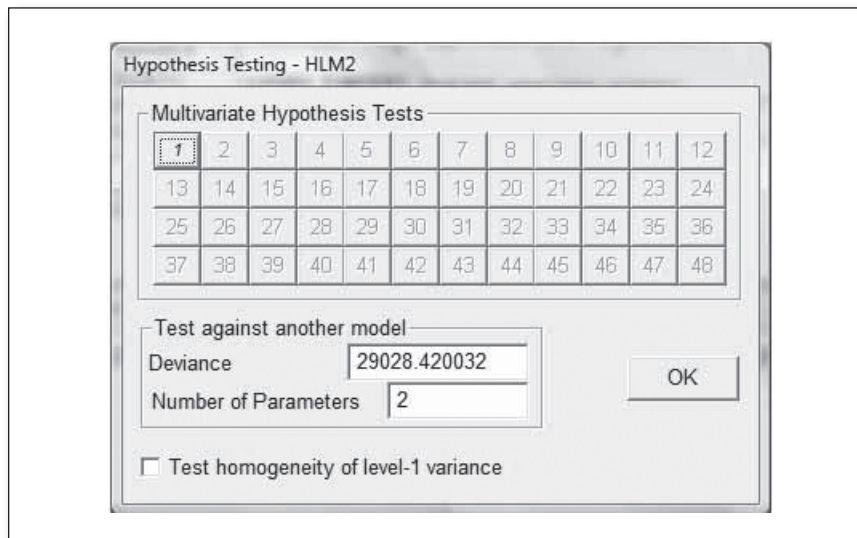 Hypothesis Testing - HLM2
Multivariate Hypothesis Tests
1 2 3 4 5 6 7 8 9 10 11 12
13 14 15 16 17 18 19 20 21 22 23 24
25 26 27 28 29 30 31 32 33 34 35 36
37 38 39 40 41 42 43 44 45 46 47 48
Test against another model
Deviance 29028.420032
Number of Parameters 2
OK
Test homogeneity of level-1 variance